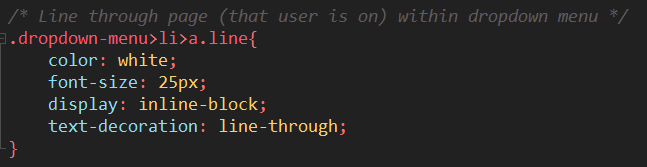 /* Line through page (that user is on) within dropdown menu */
.dropdown-menu>li>a.line{
color: white;
font-size: 25px;
display: inline-block;
text-decoration: line-through;
}